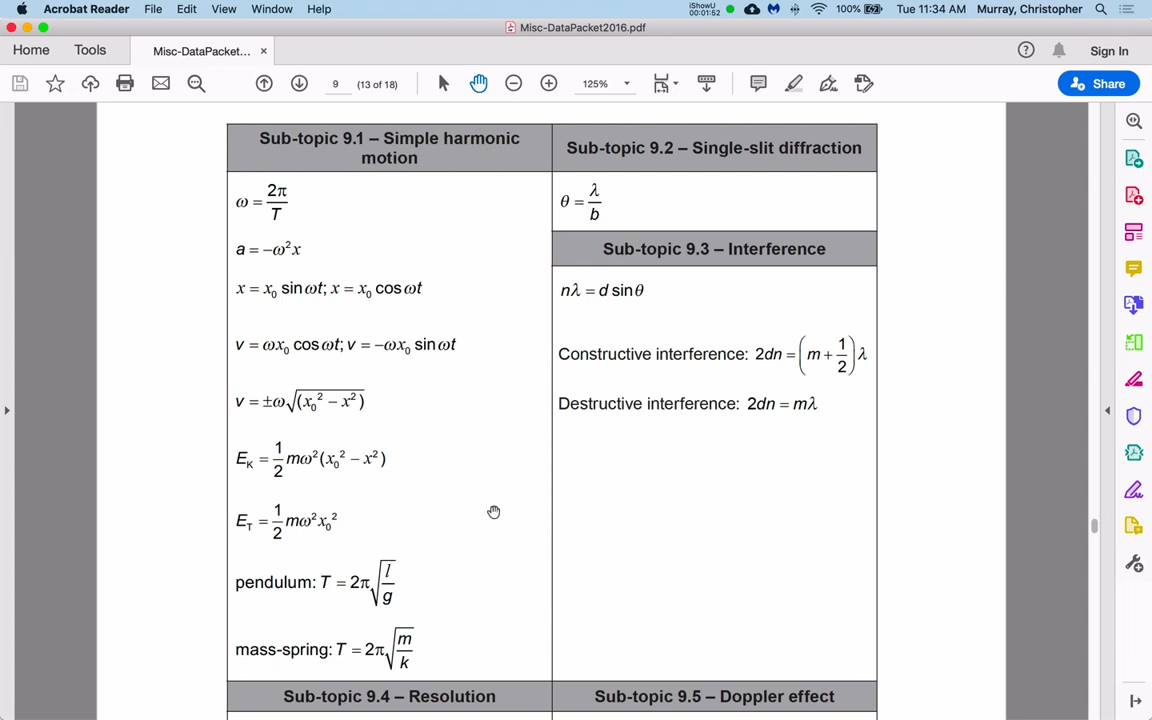 Acrobat Reader File Edit View Window Help iShowU 00:01:52 100% Tue 11:34 AM Murray, Christopher
Misc-DataPacket2016.pdf
Home Tools Misc-DataPacket... × Sign In
9 (13 of 18) 125% Share
Sub-topic 9.1 – Simple harmonic motion
ω = 2π/T
a = −ω²x
x = x₀ sin ωt; x = x₀ cos ωt
v = ωx₀ cos ωt; v = −ωx₀ sin ωt
v = ±ω√(x₀² − x²)
E_K = 1/2 mω²(x₀² − x²)
E_T = 1/2 mω²x₀²
pendulum: T = 2π√(l/g)
mass-spring: T = 2π√(m/k)
Sub-topic 9.2 – Single-slit diffraction
θ = λ/b
Sub-topic 9.3 – Interference
nλ = d sin θ
Constructive interference: 2dn = (m + 1/2)λ
Destructive interference: 2dn = mλ
Sub-topic 9.4 – Resolution
Sub-topic 9.5 – Doppler effect